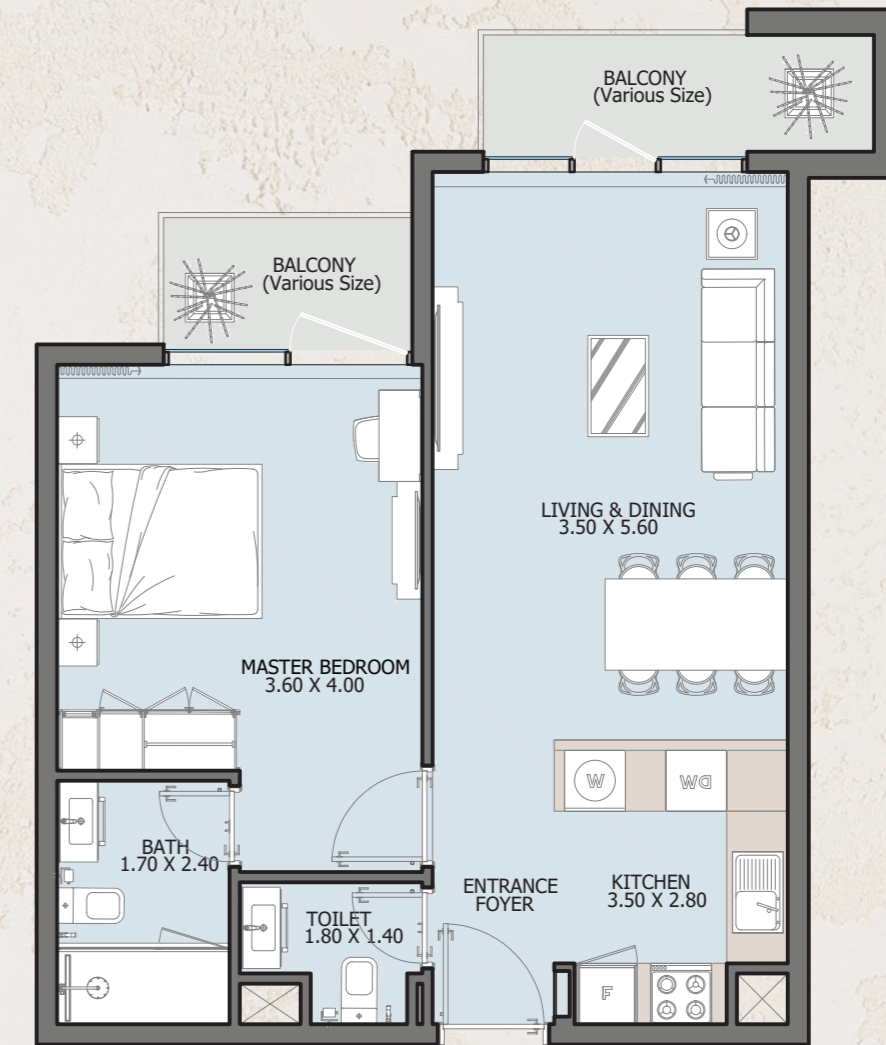 BALCONY
(Various Size)
BALCONY
(Various Size)
LIVING & DINING
3.50 X 5.60
MASTER BEDROOM
3.60 X 4.00
W
DW
BATH
1.70 X 2.40
ENTRANCE
FOYER
KITCHEN
3.50 X 2.80
TOILET
1.80 X 1.40
F